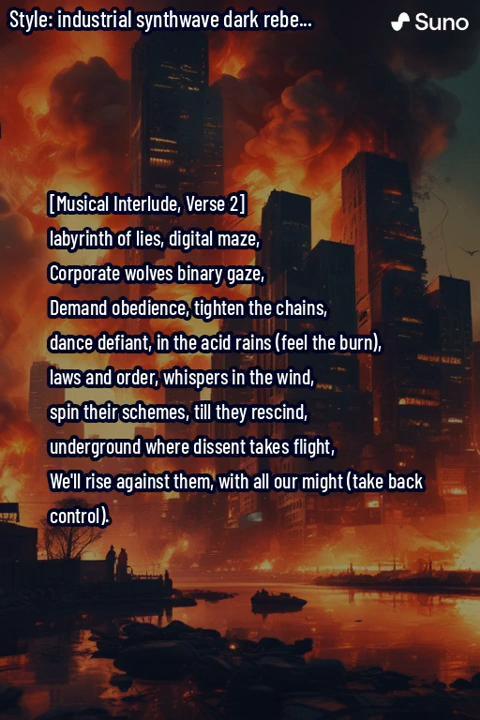 Style: industrial synthwave dark rebe...
Suno
[Musical Interlude, Verse 2]
labyrinth of lies, digital maze,
Corporate wolves binary gaze,
Demand obedience, tighten the chains,
dance defiant, in the acid rains (feel the burn),
laws and order, whispers in the wind,
spin their schemes, till they rescind,
underground where dissent takes flight,
We'll rise against them, with all our might (take back
control).